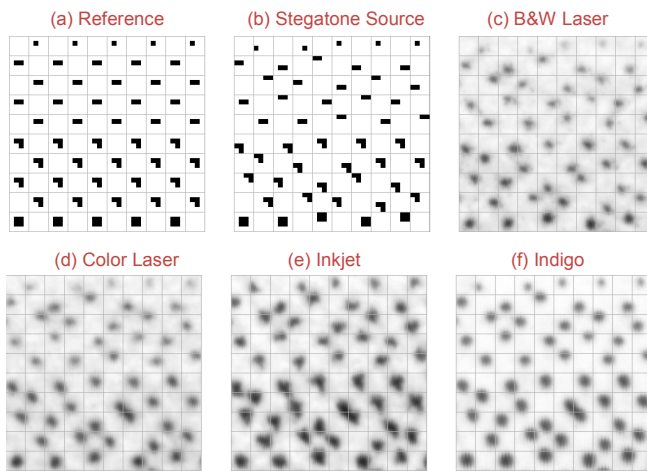 (a) Reference
(b) Stegatone Source
(c) B&W Laser
(d) Color Laser
(e) Inkjet
(f) Indigo